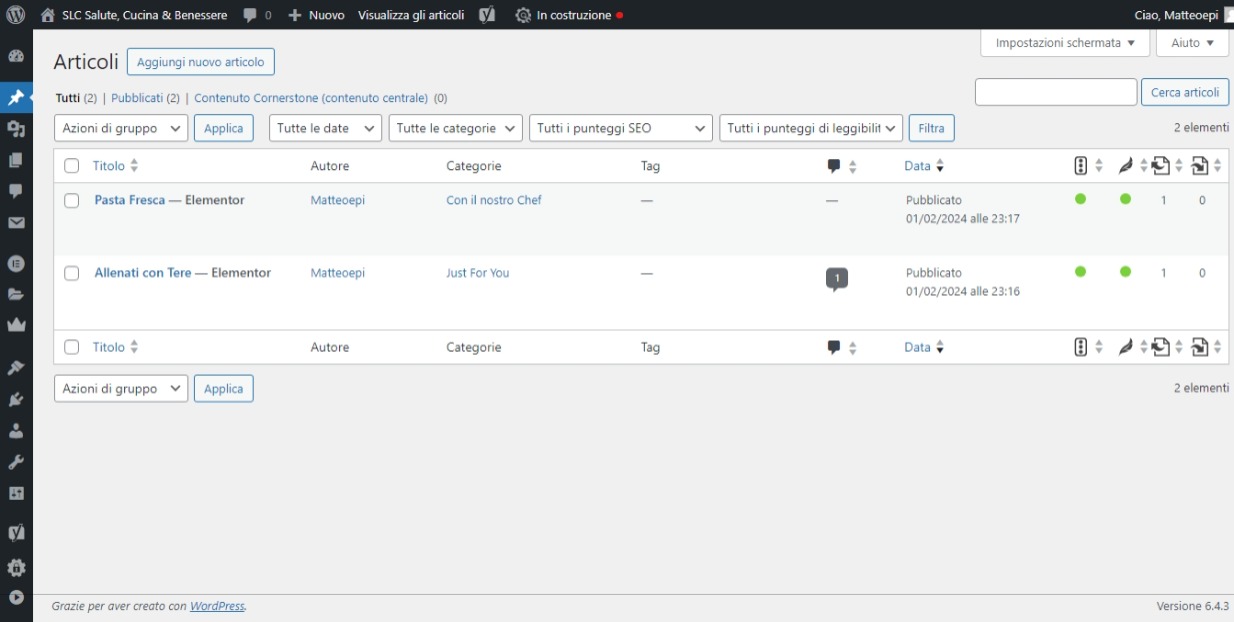 SLC Salute, Cucina & Benessere 0 Nuovo Visualizza gli articoli In costruzione Ciao, Matteoepi
Impostazioni schermata Aiuto
Articoli Aggiungi nuovo articolo
Tutti (2) | Pubblicati (2) | Contenuto Cornerstone (contenuto centrale) (0)
Cerca articoli
Azioni di gruppo Applica Tutte le date Tutte le categorie Tutti i punteggi SEO Tutti i punteggi di leggibilit Filtra 2 elementi
Titolo Autore Categorie Tag Data
Pasta Fresca — Elementor Matteoepi Con il nostro Chef — — Pubblicato 1 0
01/02/2024 alle 23:17
Allenati con Tere — Elementor Matteoepi Just For You — 1 Pubblicato 1 0
01/02/2024 alle 23:16
Titolo Autore Categorie Tag Data
Azioni di gruppo Applica 2 elementi
Grazie per aver creato con WordPress. Versione 6.4.3